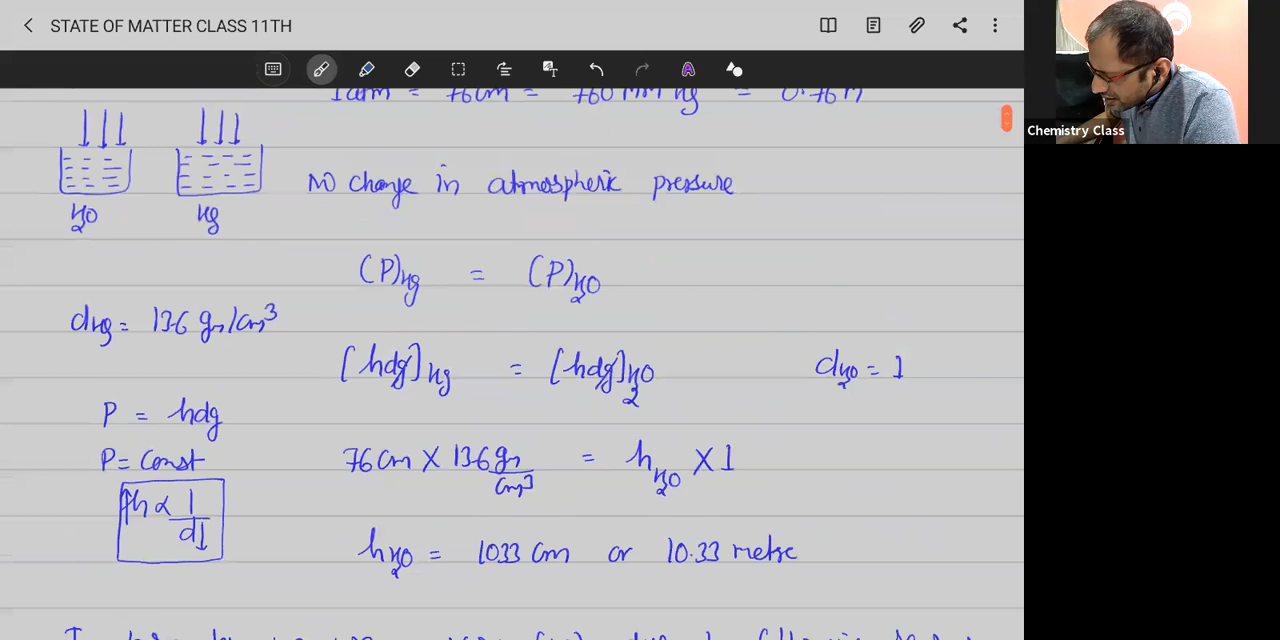 STATE OF MATTER CLASS 11TH
Chemistry Class
1 atm = 76 cm = 760 MM Hg = 0.76 M
H2O
Hg
No change in atmospheric pressure
(P)Hg = (P)H2O
dHg = 13.6 gm/cm³
[hdg]Hg = [hdg]H2O
dH2O = 1
P = hdg
P = Const
76 cm × 13.6 gm/cm³ = hH2O × 1
↑h ∝ 1/d↓
hH2O = 1033 cm or 10.33 metre